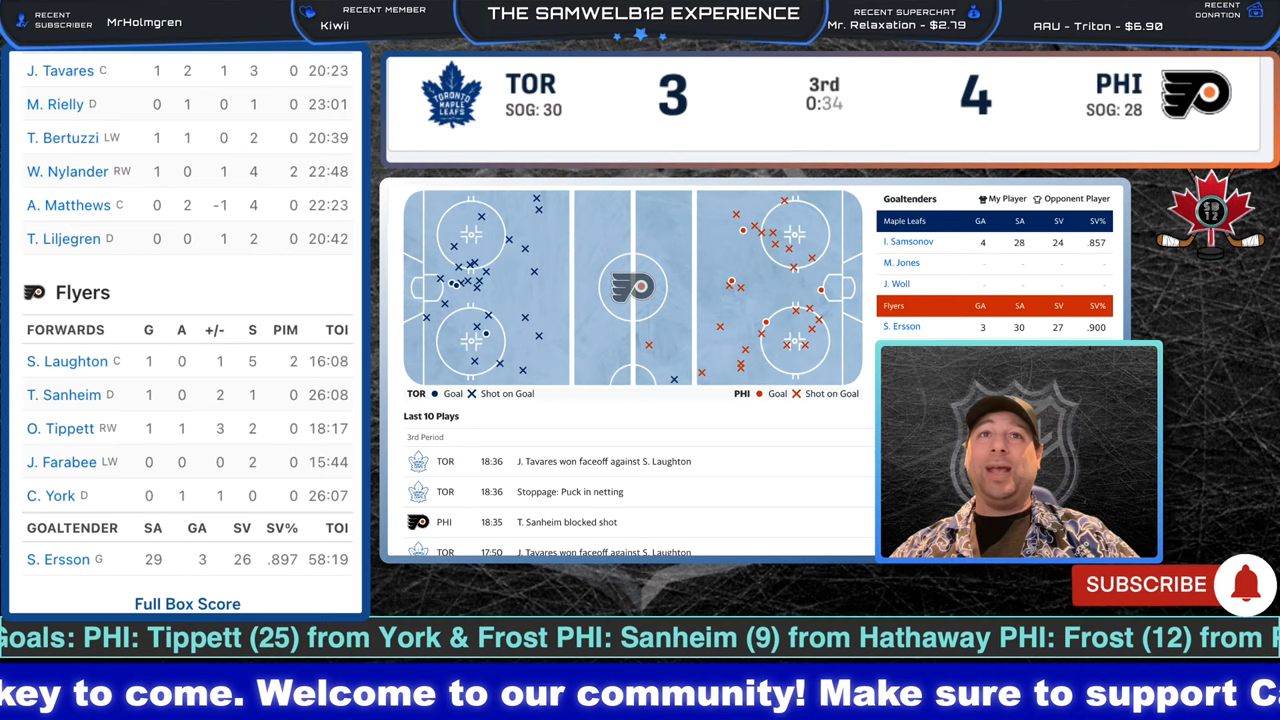 RECENT SUBSCRIBER MrHolmgren
RECENT MEMBER
Kiwii
THE SAMWELB12 EXPERIENCE
RECENT SUPERCHAT
Mr. Relaxation - $2.79
RECENT DONATION
AAU - Triton - $6.90
J. Tavares C 1 2 1 3 0 20:23
M. Rielly D 0 1 0 1 0 23:01
T. Bertuzzi LW 1 1 0 2 0 20:39
W. Nylander RW 1 0 1 4 2 22:48
A. Matthews C 0 2 -1 4 0 22:23
T. Liljegren D 0 0 1 2 0 20:42
Flyers
FORWARDS G A +/- S PIM TOI
S. Laughton C 1 0 1 5 2 16:08
T. Sanheim D 1 0 2 1 0 26:08
O. Tippett RW 1 1 3 2 0 18:17
J. Farabee LW 0 0 0 2 0 15:44
C. York D 0 1 1 0 0 26:07
GOALTENDER SA GA SV SV% TOI
S. Ersson G 29 3 26 .897 58:19
Full Box Score
TORONTO MAPLE LEAFS
TOR
SOG: 30
3
3rd
0:34
4
PHI
SOG: 28
TOR Goal Shot on Goal
PHI Goal Shot on Goal
Last 10 Plays
3rd Period
TOR 18:36 J. Tavares won faceoff against S. Laughton
TOR 18:36 Stoppage: Puck in netting
PHI 18:35 T. Sanheim blocked shot
TOR 17:50 J. Tavares won faceoff against S. Laughton
Goaltenders My Player Opponent Player
Maple Leafs GA SA SV SV%
I. Samsonov 4 28 24 .857
M. Jones - - - -
J. Woll - - - -
Flyers GA SA SV SV%
S. Ersson 3 30 27 .900
SB
12
SUBSCRIBE
Goals: PHI: Tippett (25) from York & Frost PHI: Sanheim (9) from Hathaway PHI: Frost (12) from
key to come. Welcome to our community! Make sure to support